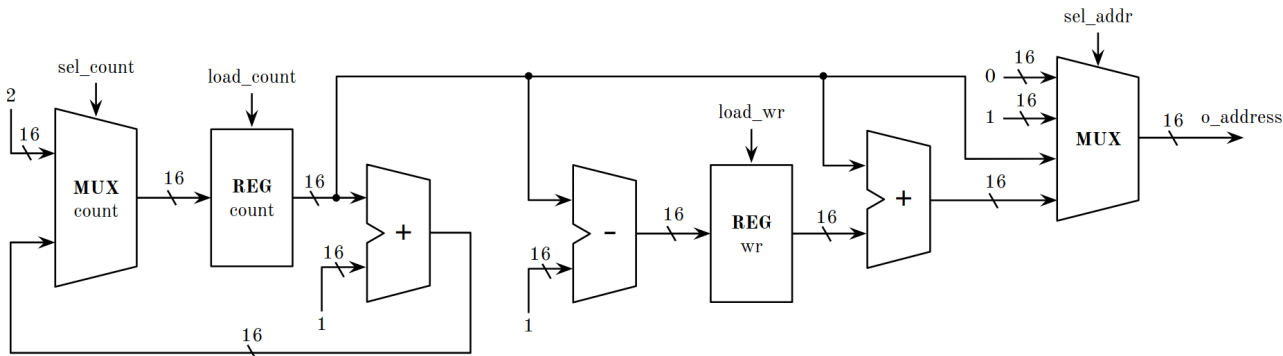 sel_addr
sel_count
load_count
0
16
2
16
1
16
load_wr
MUX
16
o_address
16
MUX
count
16
REG
count
16
+
16
1
-
16
1
16
REG
wr
16
+
16
16